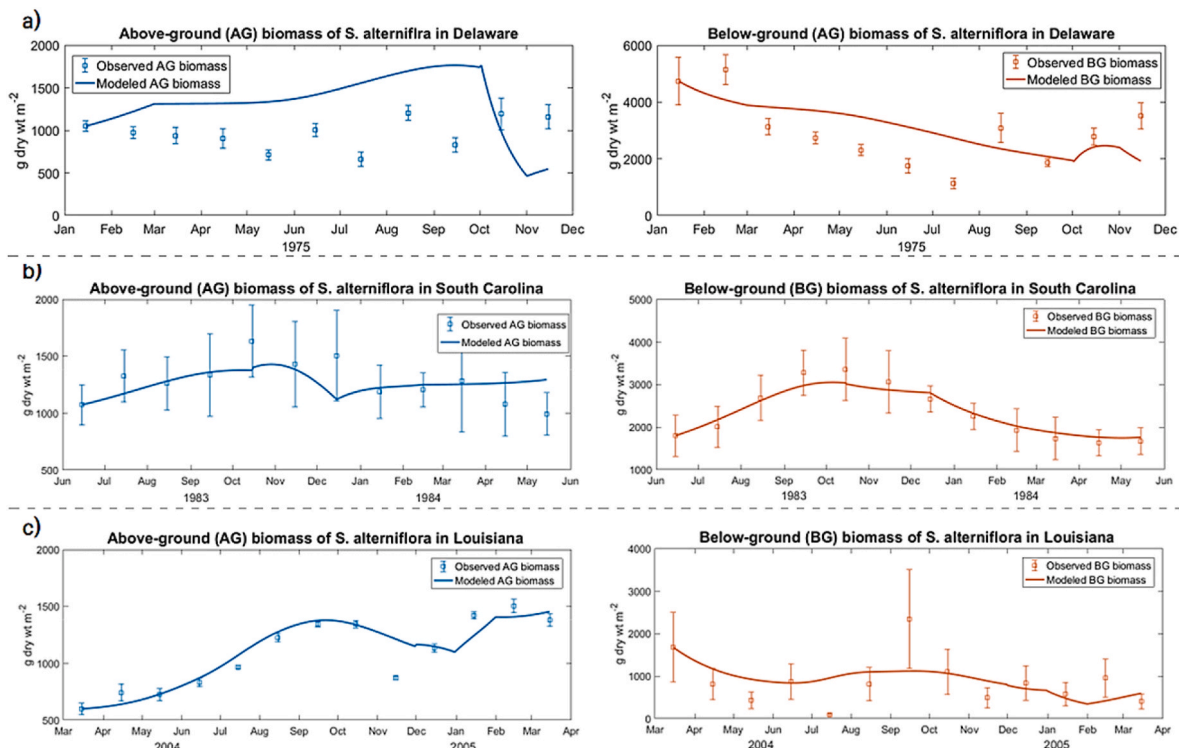 a)
Above-ground (AG) biomass of S. alterniflra in Delaware
2000
1500
1000
500
0
g dry wt m-2
Observed AG biomass
Modeled AG biomass
Jan Feb Mar Apr May Jun Jul Aug Sep Oct Nov Dec
1975
Below-ground (AG) biomass of S. alterniflora in Delaware
6000
4000
2000
0
g dry wt m-2
Observed BG biomass
Modeled BG biomass
Jan Feb Mar Apr May Jun Jul Aug Sep Oct Nov Dec
1975
b)
Above-ground (AG) biomass of S. alterniflora in South Carolina
2000
1500
1000
500
g dry wt m-2
Observed AG biomass
Modeled AG biomass
Jun Jul Aug Sep Oct Nov Dec Jan Feb Mar Apr May Jun
1983 1984
Below-ground (BG) biomass of S. alterniflora in South Carolina
5000
4000
3000
2000
1000
g dry wt m-2
Observed BG biomass
Modeled BG biomass
Jun Jul Aug Sep Oct Nov Dec Jan Feb Mar Apr May Jun
1983 1984
c)
Above-ground (AG) biomass of S. alterniflora in Louisiana
2000
1500
1000
500
g dry wt m-2
Observed AG biomass
Modeled AG biomass
Mar Apr May Jun Jul Aug Sep Oct Nov Dec Jan Feb Mar Apr
2004 2005
Below-ground (BG) biomass of S. alterniflora in Louisiana
4000
3000
2000
1000
0
g dry wt m-2
Observed BG biomass
Modeled BG biomass
Mar Apr May Jun Jul Aug Sep Oct Nov Dec Jan Feb Mar Apr
2004 2005